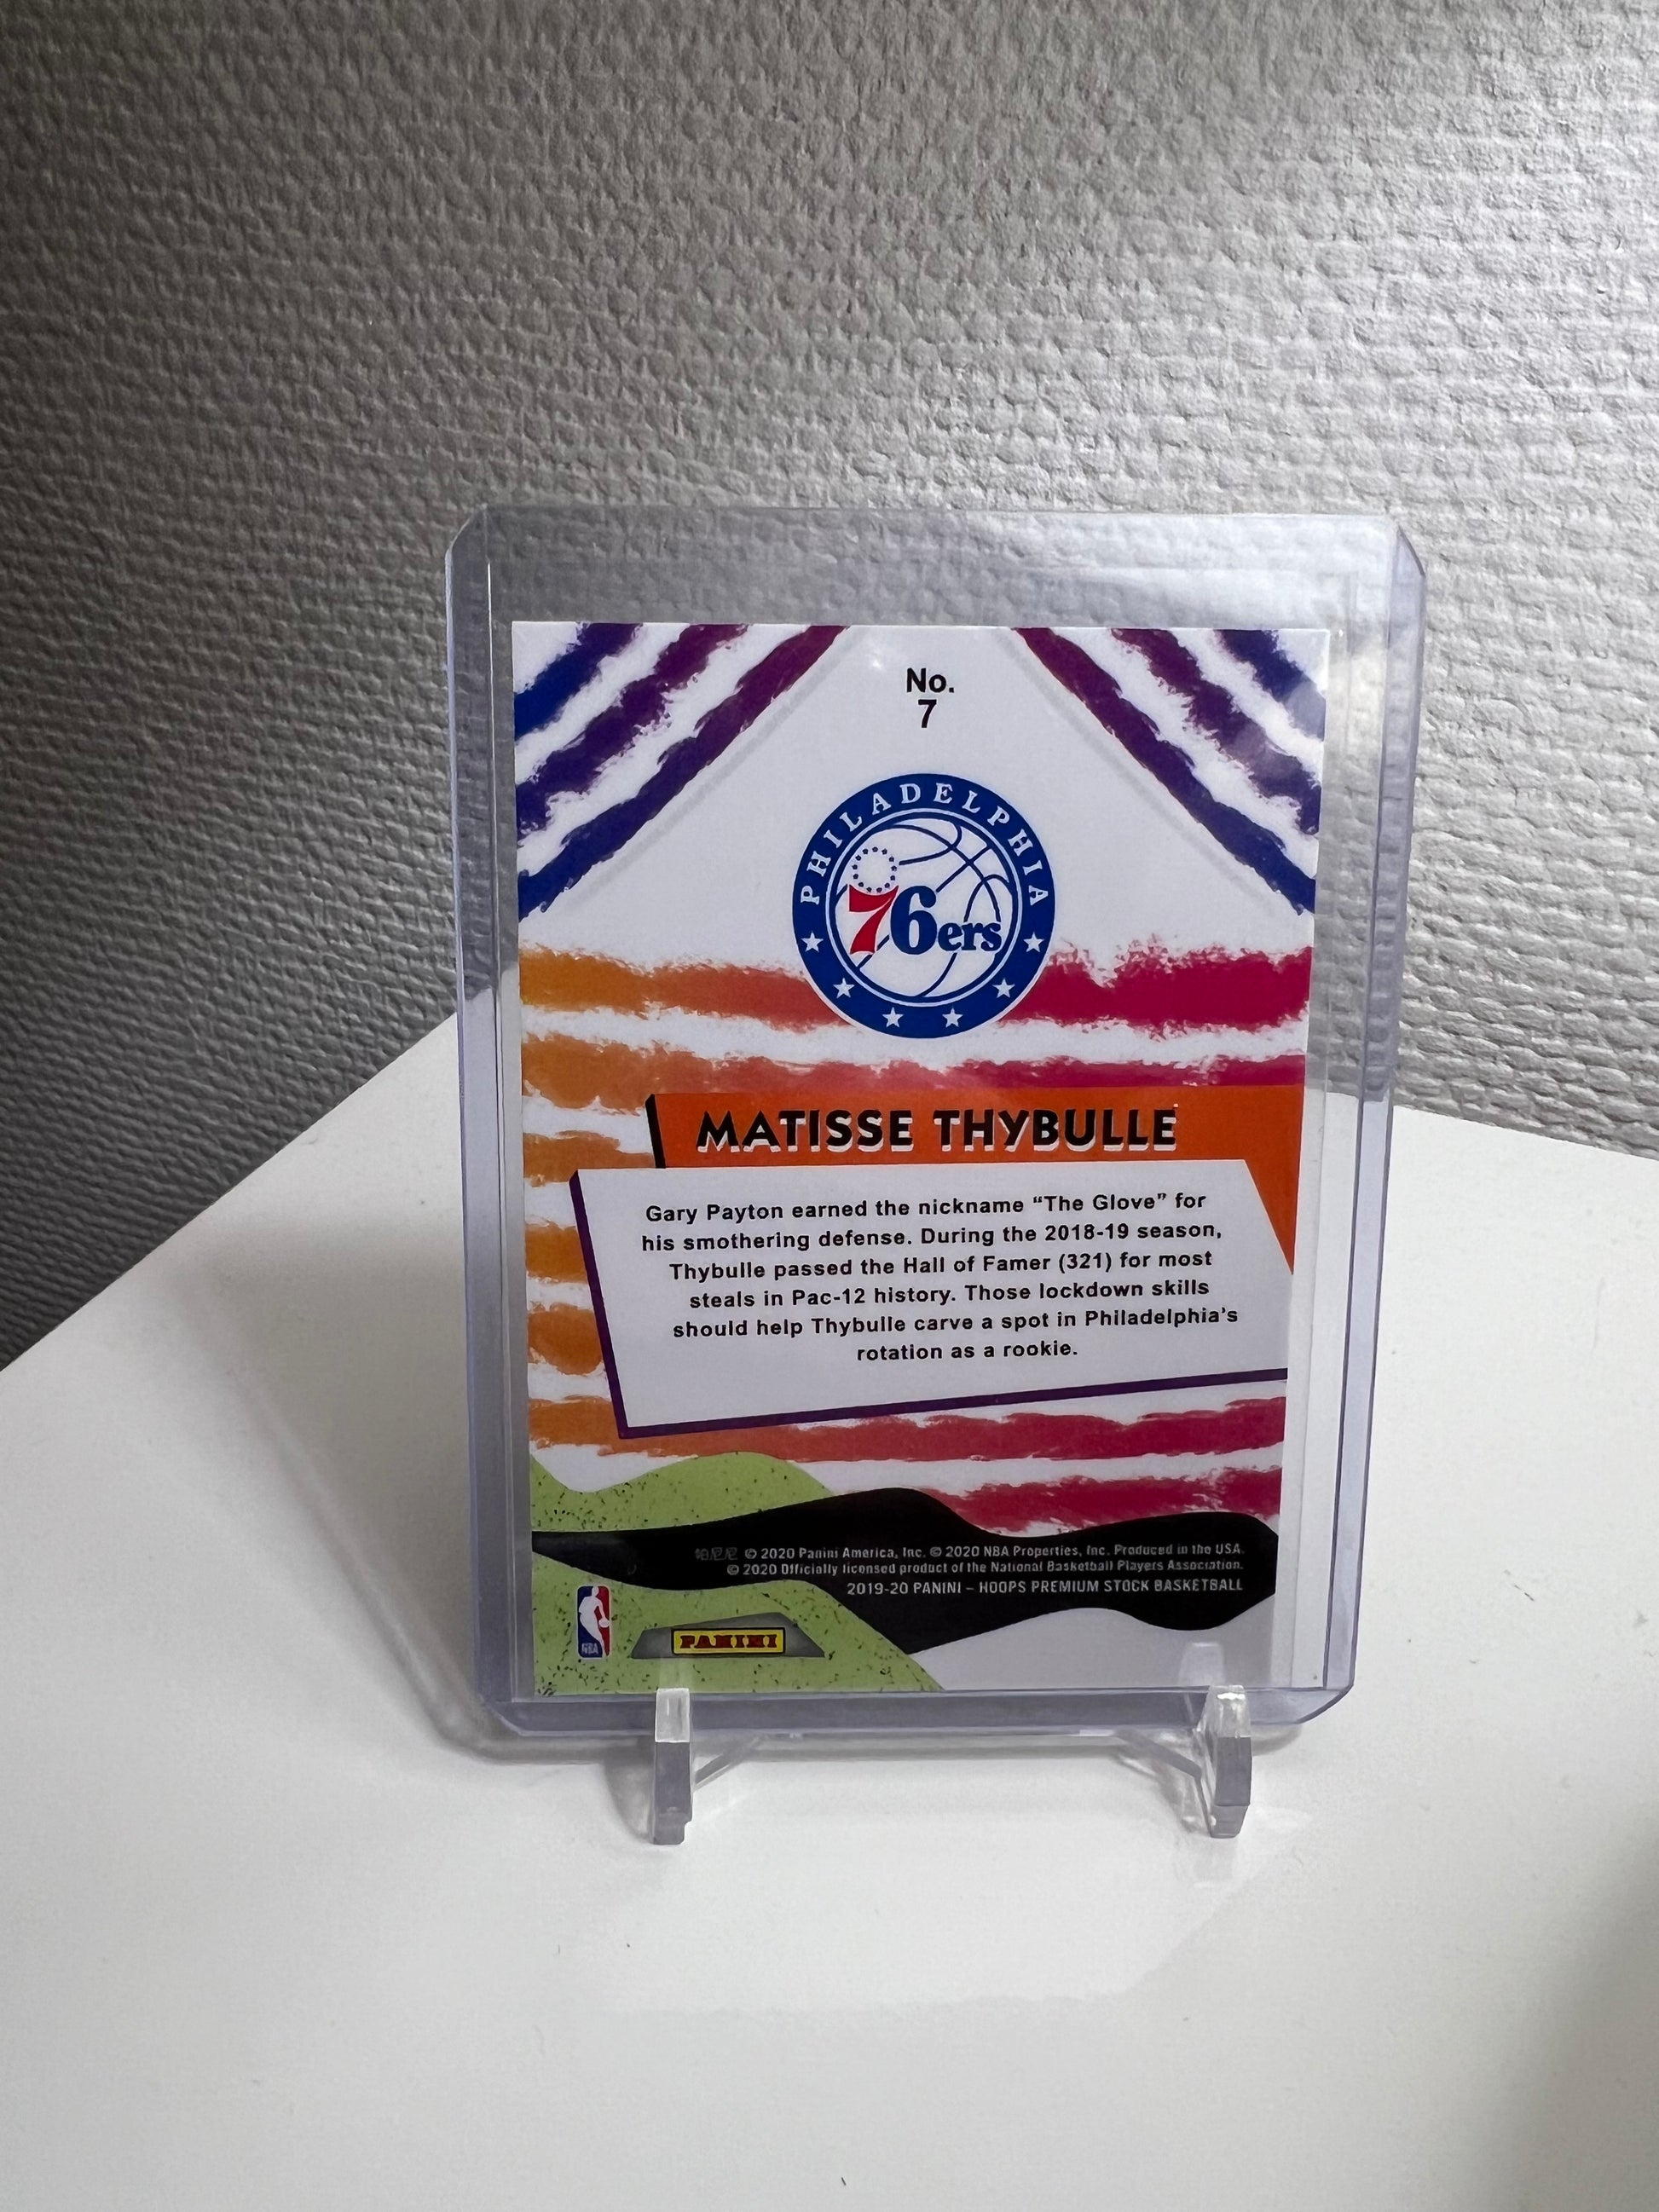 No.
7
PHILADELPHIA
76ers
MATISSE THYBULLE
Gary Payton earned the nickname “The Glove” for
his smothering defense. During the 2018-19 season,
Thybulle passed the Hall of Famer (321) for most
steals in Pac-12 history. Those lockdown skills
should help Thybulle carve a spot in Philadelphia’s
rotation as a rookie.
帕尼尼 © 2020 Panini America, Inc. © 2020 NBA Properties, Inc. Produced in the USA.
© 2020 Officially licensed product of the National Basketball Players Association.
2019-20 PANINI – HOOPS PREMIUM STOCK BASKETBALL
NBA
PANINI